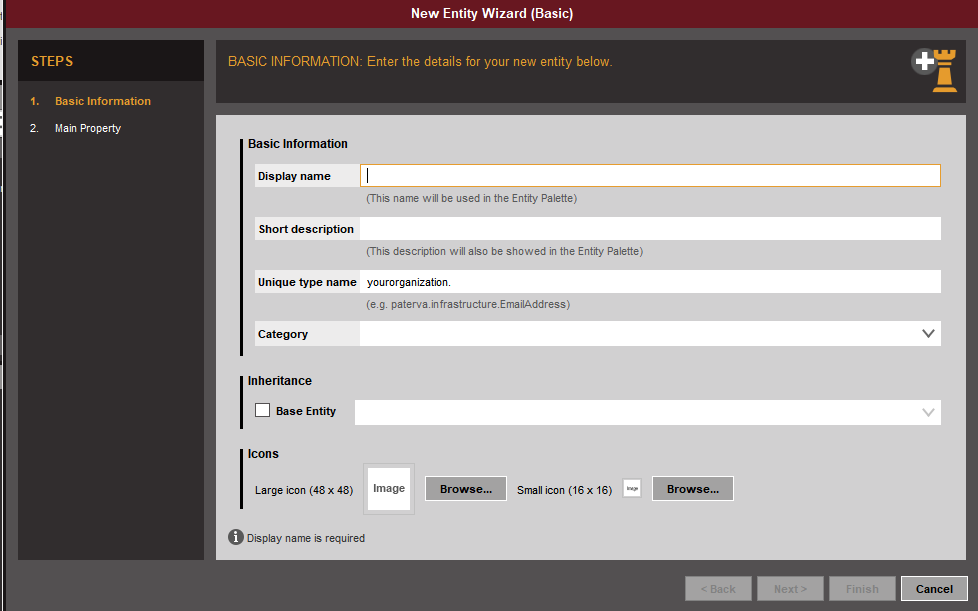 New Entity Wizard (Basic)
STEPS
1. Basic Information
2. Main Property
BASIC INFORMATION: Enter the details for your new entity below.
Basic Information
Display name
(This name will be used in the Entity Palette)
Short description
(This description will also be showed in the Entity Palette)
Unique type name yourorganization.
(e.g. paterva.infrastructure.EmailAddress)
Category
Inheritance
Base Entity
Icons
Large icon (48 x 48) Image Browse... Small icon (16 x 16) Image Browse...
Display name is required
< Back Next > Finish Cancel